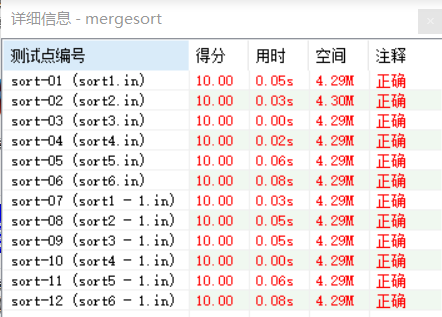 详细信息 - mergesort
测试点编号 得分 用时 空间 注释
sort-01 (sort1.in) 10.00 0.05s 4.29M 正确
sort-02 (sort2.in) 10.00 0.03s 4.30M 正确
sort-03 (sort3.in) 10.00 0.00s 4.29M 正确
sort-04 (sort4.in) 10.00 0.02s 4.29M 正确
sort-05 (sort5.in) 10.00 0.06s 4.29M 正确
sort-06 (sort6.in) 10.00 0.08s 4.29M 正确
sort-07 (sort1 - 1.in) 10.00 0.03s 4.29M 正确
sort-08 (sort2 - 1.in) 10.00 0.05s 4.29M 正确
sort-09 (sort3 - 1.in) 10.00 0.05s 4.29M 正确
sort-10 (sort4 - 1.in) 10.00 0.00s 4.29M 正确
sort-11 (sort5 - 1.in) 10.00 0.06s 4.29M 正确
sort-12 (sort6 - 1.in) 10.00 0.08s 4.29M 正确